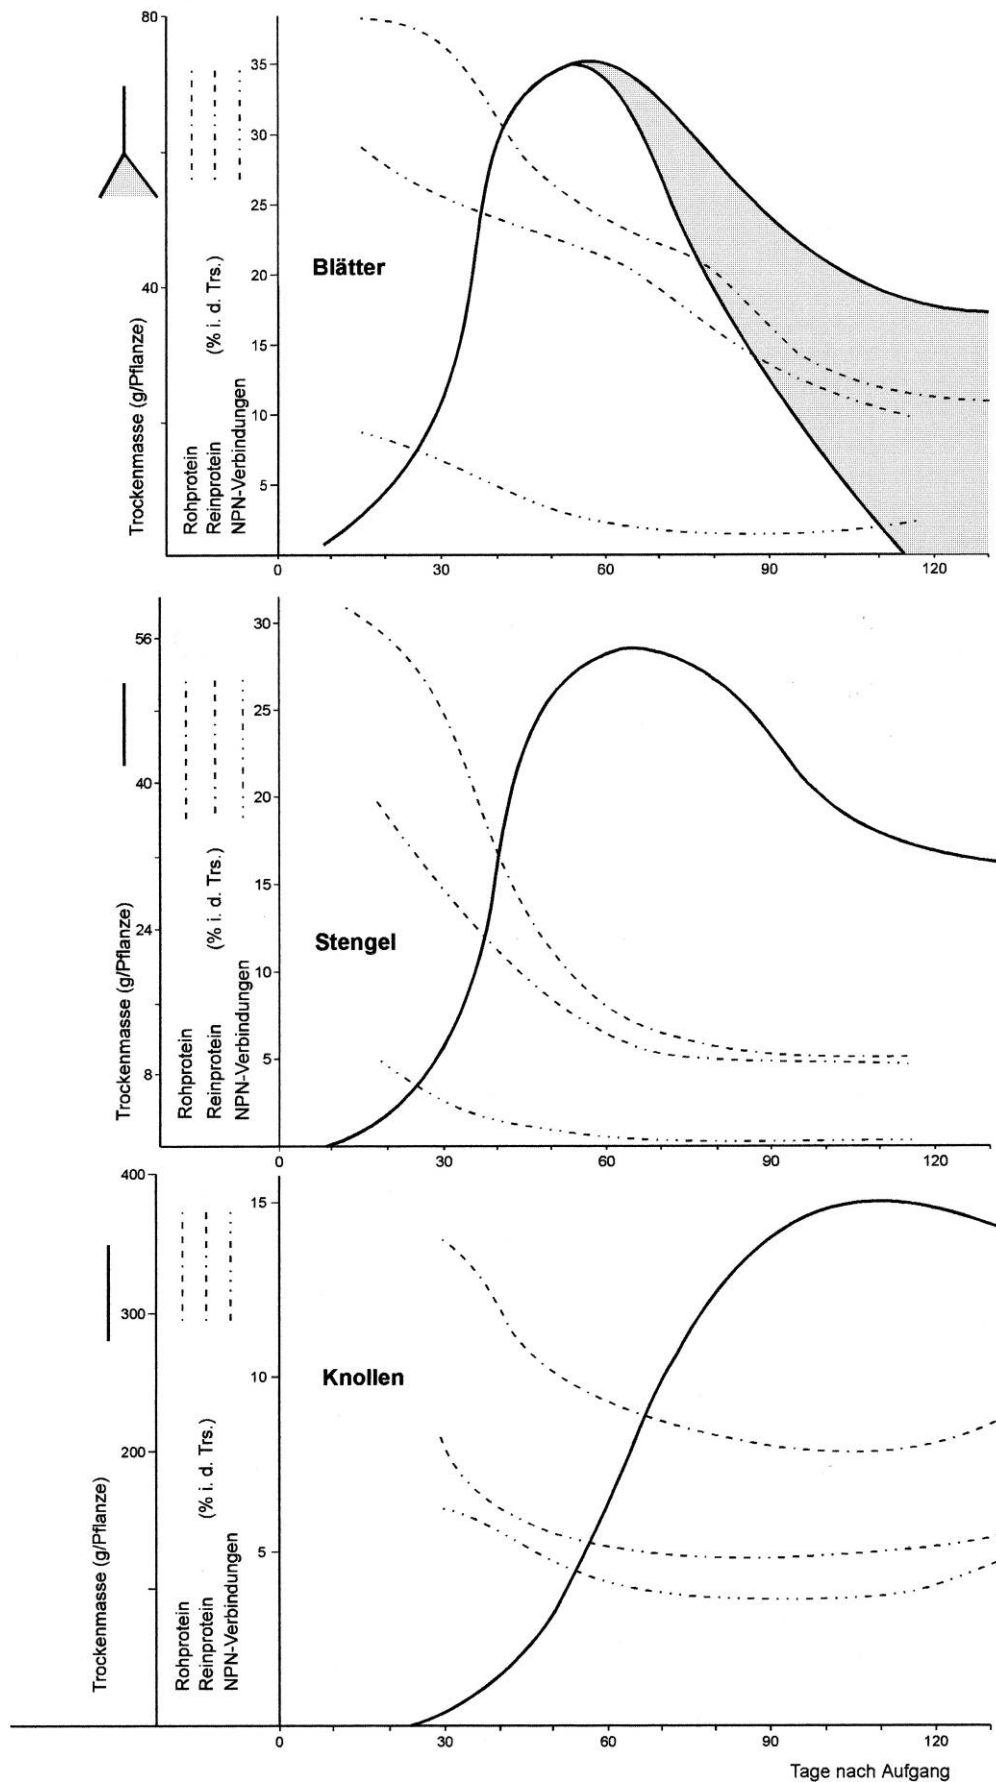 80
40
Trockenmasse (g/Pflanze)
Rohprotein
Reinprotein (% i. d. Trs.)
NPN-Verbindungen
35
30
25
20
15
10
5
Blätter
0 30 60 90 120
56
40
24
8
Trockenmasse (g/Pflanze)
Rohprotein
Reinprotein (% i. d. Trs.)
NPN-Verbindungen
30
25
20
15
10
5
Stengel
0 30 60 90 120
400
300
200
Trockenmasse (g/Pflanze)
Rohprotein
Reinprotein (% i. d. Trs.)
NPN-Verbindungen
15
10
5
Knollen
0 30 60 90 120
Tage nach Aufgang